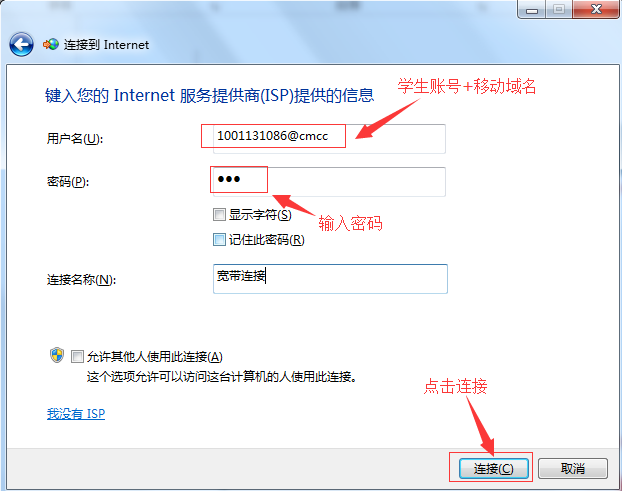 连接到 Internet
键入您的 Internet 服务提供商(ISP)提供的信息
学生账号+移动域名
用户名(U):
1001131086@cmcc
密码(P):
●●●
显示字符(S)
输入密码
记住此密码(R)
连接名称(N):
宽带连接
允许其他人使用此连接(A)
这个选项允许可以访问这台计算机的人使用此连接。
点击连接
我没有 ISP
连接(C)
取消